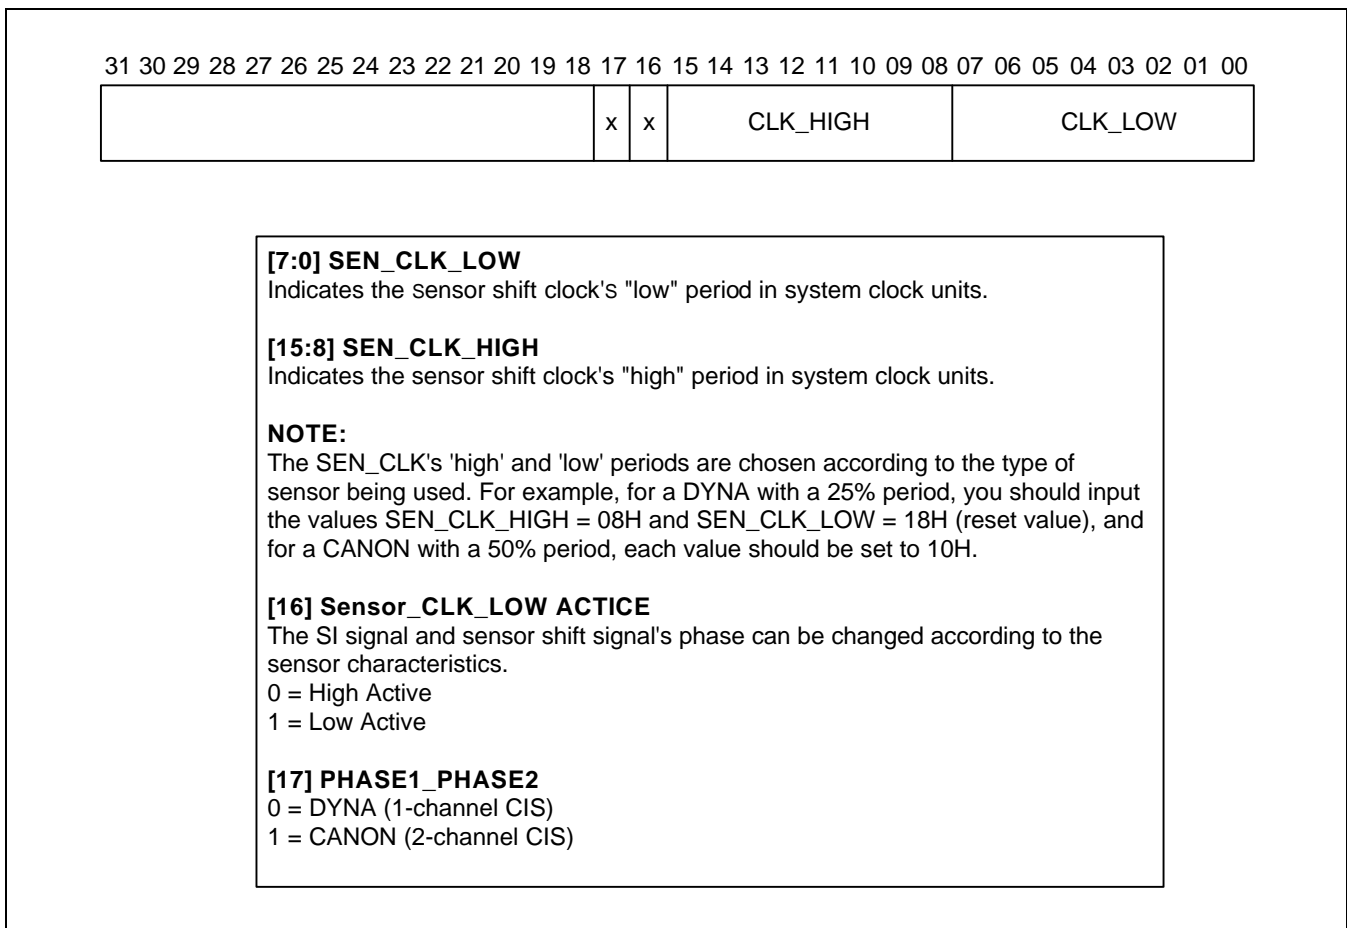 31 30 29 28 27 26 25 24 23 22 21 20 19 18 17 16 15 14 13 12 11 10 09 08 07 06 05 04 03 02 01 00
x x CLK_HIGH CLK_LOW
[7:0] SEN_CLK_LOW
Indicates the sensor shift clock's "low" period in system clock units.
[15:8] SEN_CLK_HIGH
Indicates the sensor shift clock's "high" period in system clock units.
NOTE:
The SEN_CLK's 'high' and 'low' periods are chosen according to the type of
sensor being used. For example, for a DYNA with a 25% period, you should input
the values SEN_CLK_HIGH = 08H and SEN_CLK_LOW = 18H (reset value), and
for a CANON with a 50% period, each value should be set to 10H.
[16] Sensor_CLK_LOW ACTICE
The SI signal and sensor shift signal's phase can be changed according to the
sensor characteristics.
0 = High Active
1 = Low Active
[17] PHASE1_PHASE2
0 = DYNA (1-channel CIS)
1 = CANON (2-channel CIS)